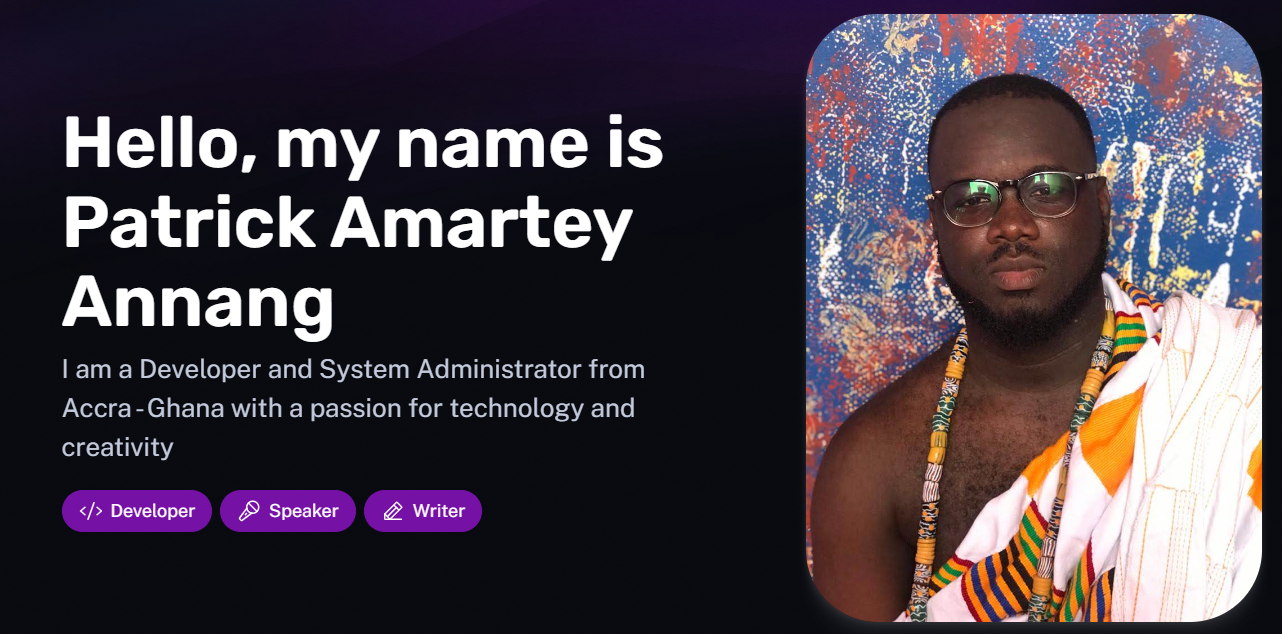 Hello, my name is
Patrick Amartey
Annang
I am a Developer and System Administrator from
Accra - Ghana with a passion for technology and
creativity
Developer
Speaker
Writer